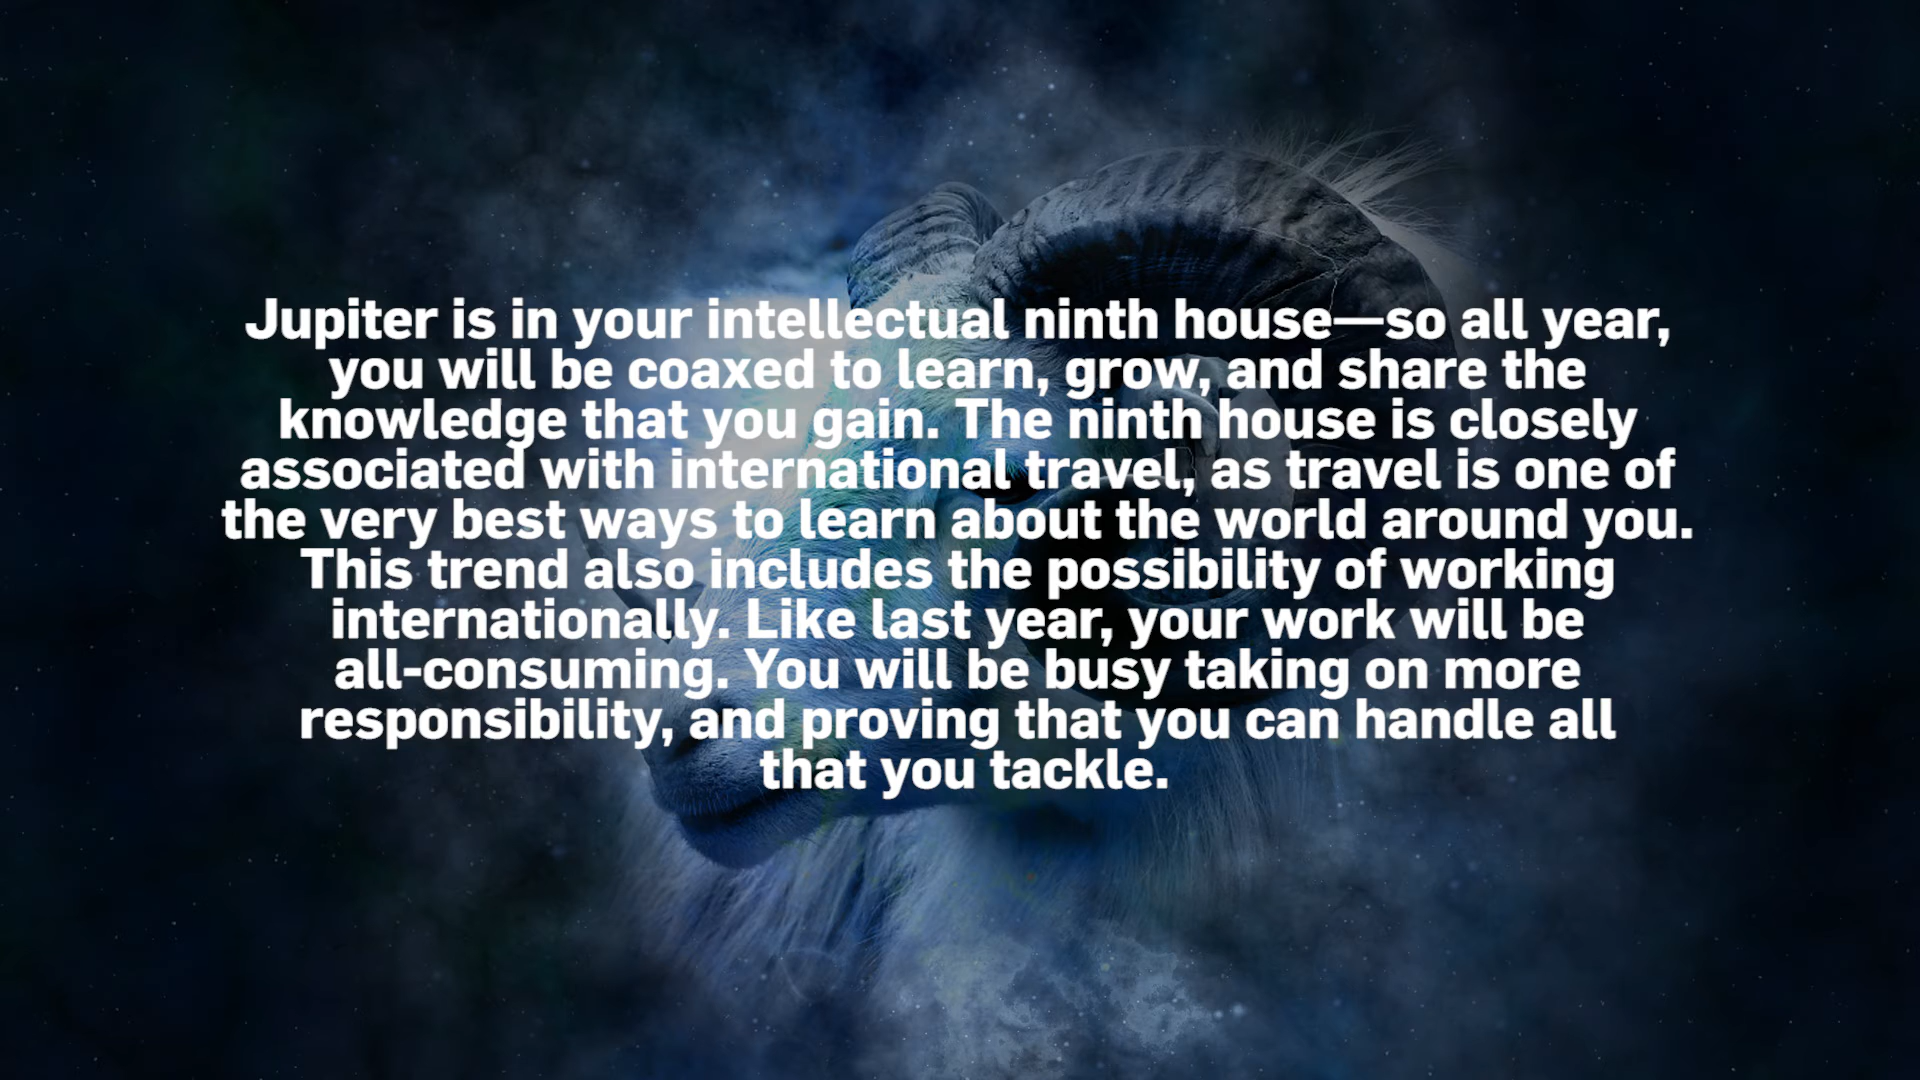 Jupiter is in your intellectual ninth house—so all year,
you will be coaxed to learn, grow, and share the
knowledge that you gain. The ninth house is closely
associated with international travel, as travel is one of
the very best ways to learn about the world around you.
This trend also includes the possibility of working
internationally. Like last year, your work will be
all-consuming. You will be busy taking on more
responsibility, and proving that you can handle all
that you tackle.